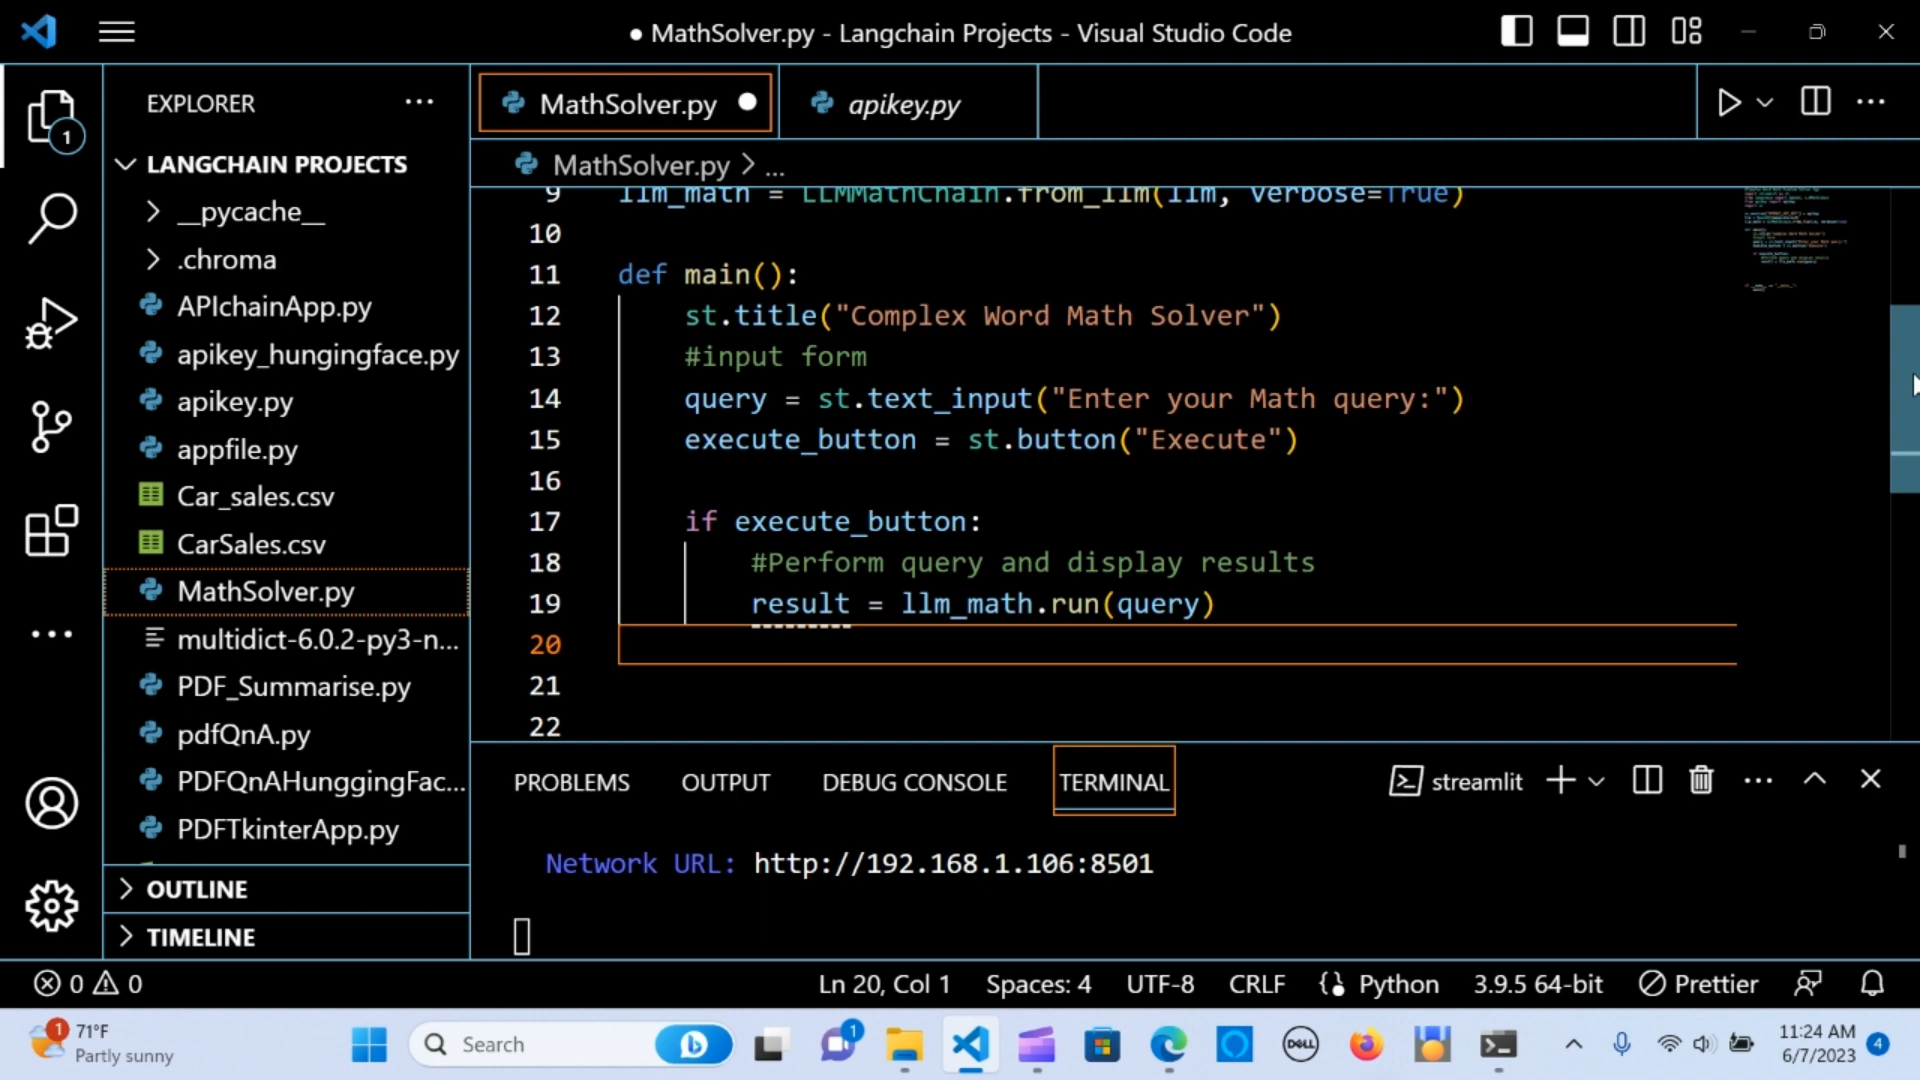 ● MathSolver.py - Langchain Projects - Visual Studio Code
EXPLORER
1
LANGCHAIN PROJECTS
__pycache__
.chroma
APIchainApp.py
apikey_hungingface.py
apikey.py
appfile.py
Car_sales.csv
CarSales.csv
MathSolver.py
multidict-6.0.2-py3-n...
PDF_Summarise.py
pdfQnA.py
PDFQnAHunggingFac...
PDFTkinterApp.py
OUTLINE
TIMELINE
MathSolver.py
apikey.py
MathSolver.py > ...
9 llm_math = LLMMathChain.from_llm(llm, verbose=True)
10
11 def main():
12 st.title("Complex Word Math Solver")
13 #input form
14 query = st.text_input("Enter your Math query:")
15 execute_button = st.button("Execute")
16
17 if execute_button:
18 #Perform query and display results
19 result = llm_math.run(query)
20
21
22
PROBLEMS OUTPUT DEBUG CONSOLE TERMINAL streamlit
Network URL: http://192.168.1.106:8501
0 0 Ln 20, Col 1 Spaces: 4 UTF-8 CRLF Python 3.9.5 64-bit Prettier
1 71°F
Partly sunny
Search
1
DELL
11:24 AM
6/7/2023
4